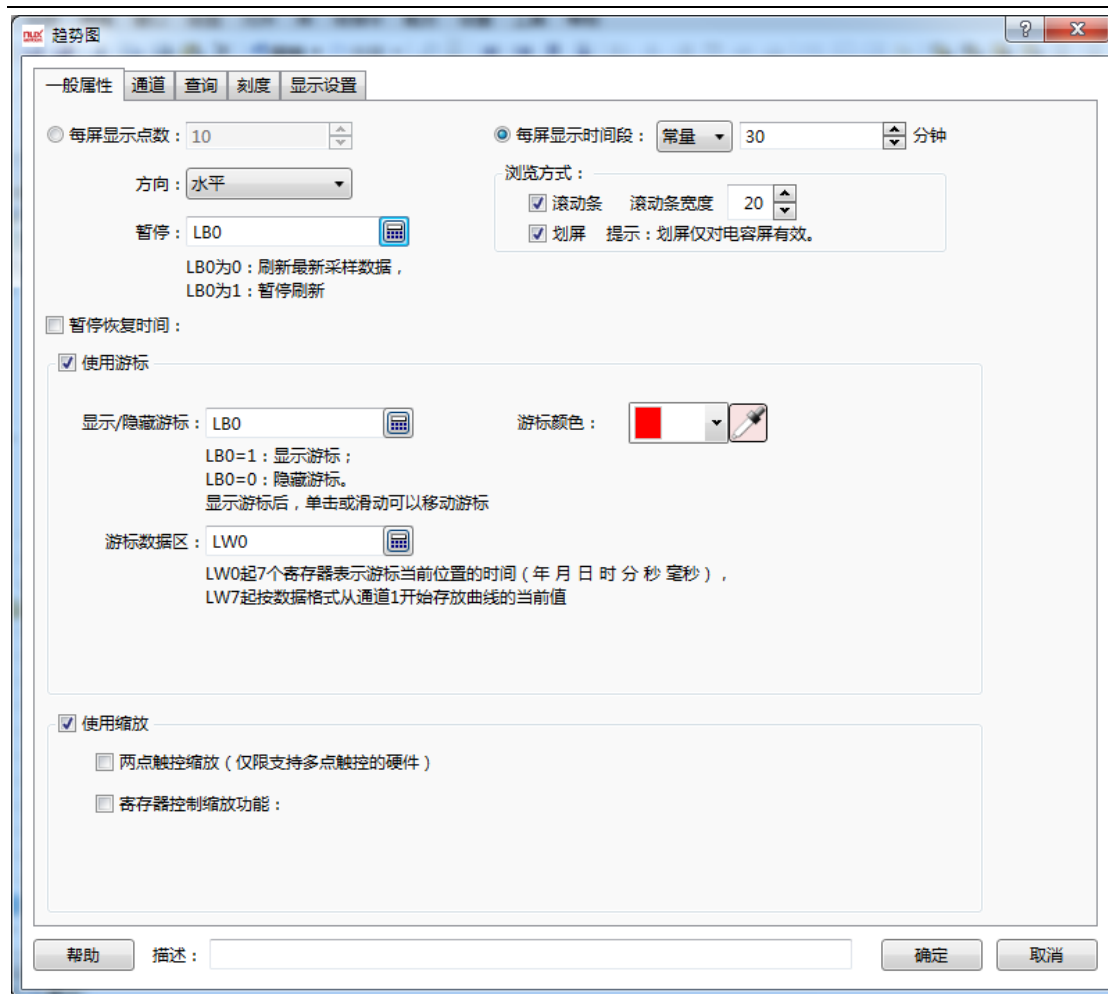 趋势图
一般属性 通道 查询 刻度 显示设置
每屏显示点数： 10 每屏显示时间段： 常量 30 分钟
方向： 水平 浏览方式：
滚动条 滚动条宽度 20
暂停： LB0 划屏 提示：划屏仅对电容屏有效。
LB0为0：刷新最新采样数据，
LB0为1：暂停刷新
暂停恢复时间：
使用游标
显示/隐藏游标： LB0 游标颜色：
LB0=1：显示游标；
LB0=0：隐藏游标。
显示游标后，单击或滑动可以移动游标
游标数据区： LW0
LW0起7个寄存器表示游标当前位置的时间（年 月 日 时 分 秒 毫秒），
LW7起按数据格式从通道1开始存放曲线的当前值
使用缩放
两点触控缩放（仅限支持多点触控的硬件）
寄存器控制缩放功能：
帮助 描述： 确定 取消